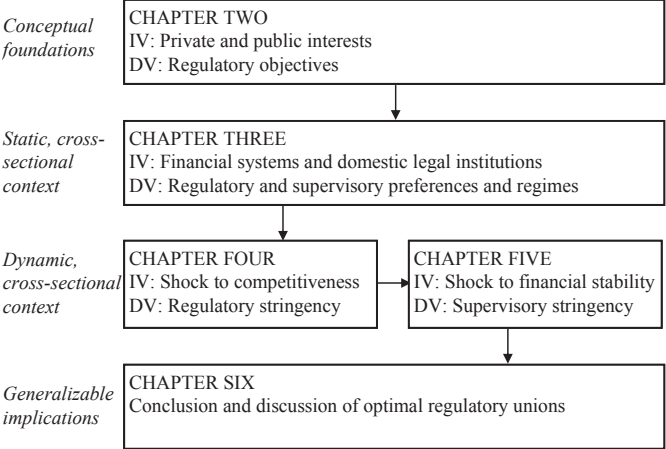 Conceptual
foundations
CHAPTER TWO
IV: Private and public interests
DV: Regulatory objectives
Static, cross-
sectional
context
CHAPTER THREE
IV: Financial systems and domestic legal institutions
DV: Regulatory and supervisory preferences and regimes
Dynamic,
cross-sectional
context
CHAPTER FOUR
IV: Shock to competitiveness
DV: Regulatory stringency
CHAPTER FIVE
IV: Shock to financial stability
DV: Supervisory stringency
Generalizable
implications
CHAPTER SIX
Conclusion and discussion of optimal regulatory unions